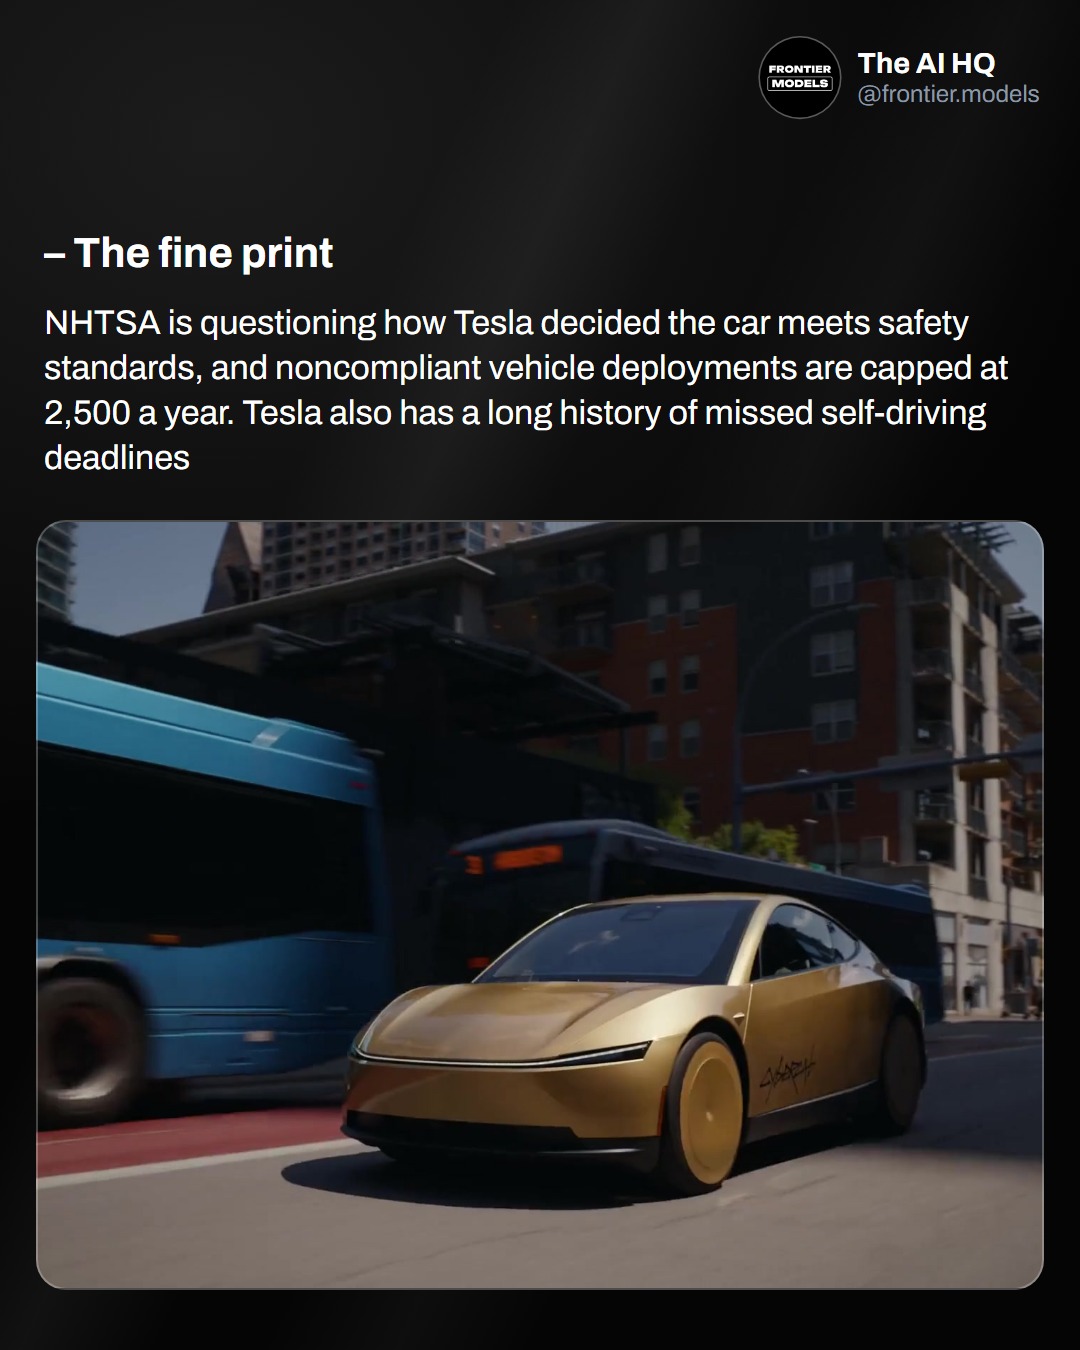 FRONTIER
MODELS
The AI HQ
@frontier.models
– The fine print
NHTSA is questioning how Tesla decided the car meets safety
standards, and noncompliant vehicle deployments are capped at
2,500 a year. Tesla also has a long history of missed self-driving
deadlines